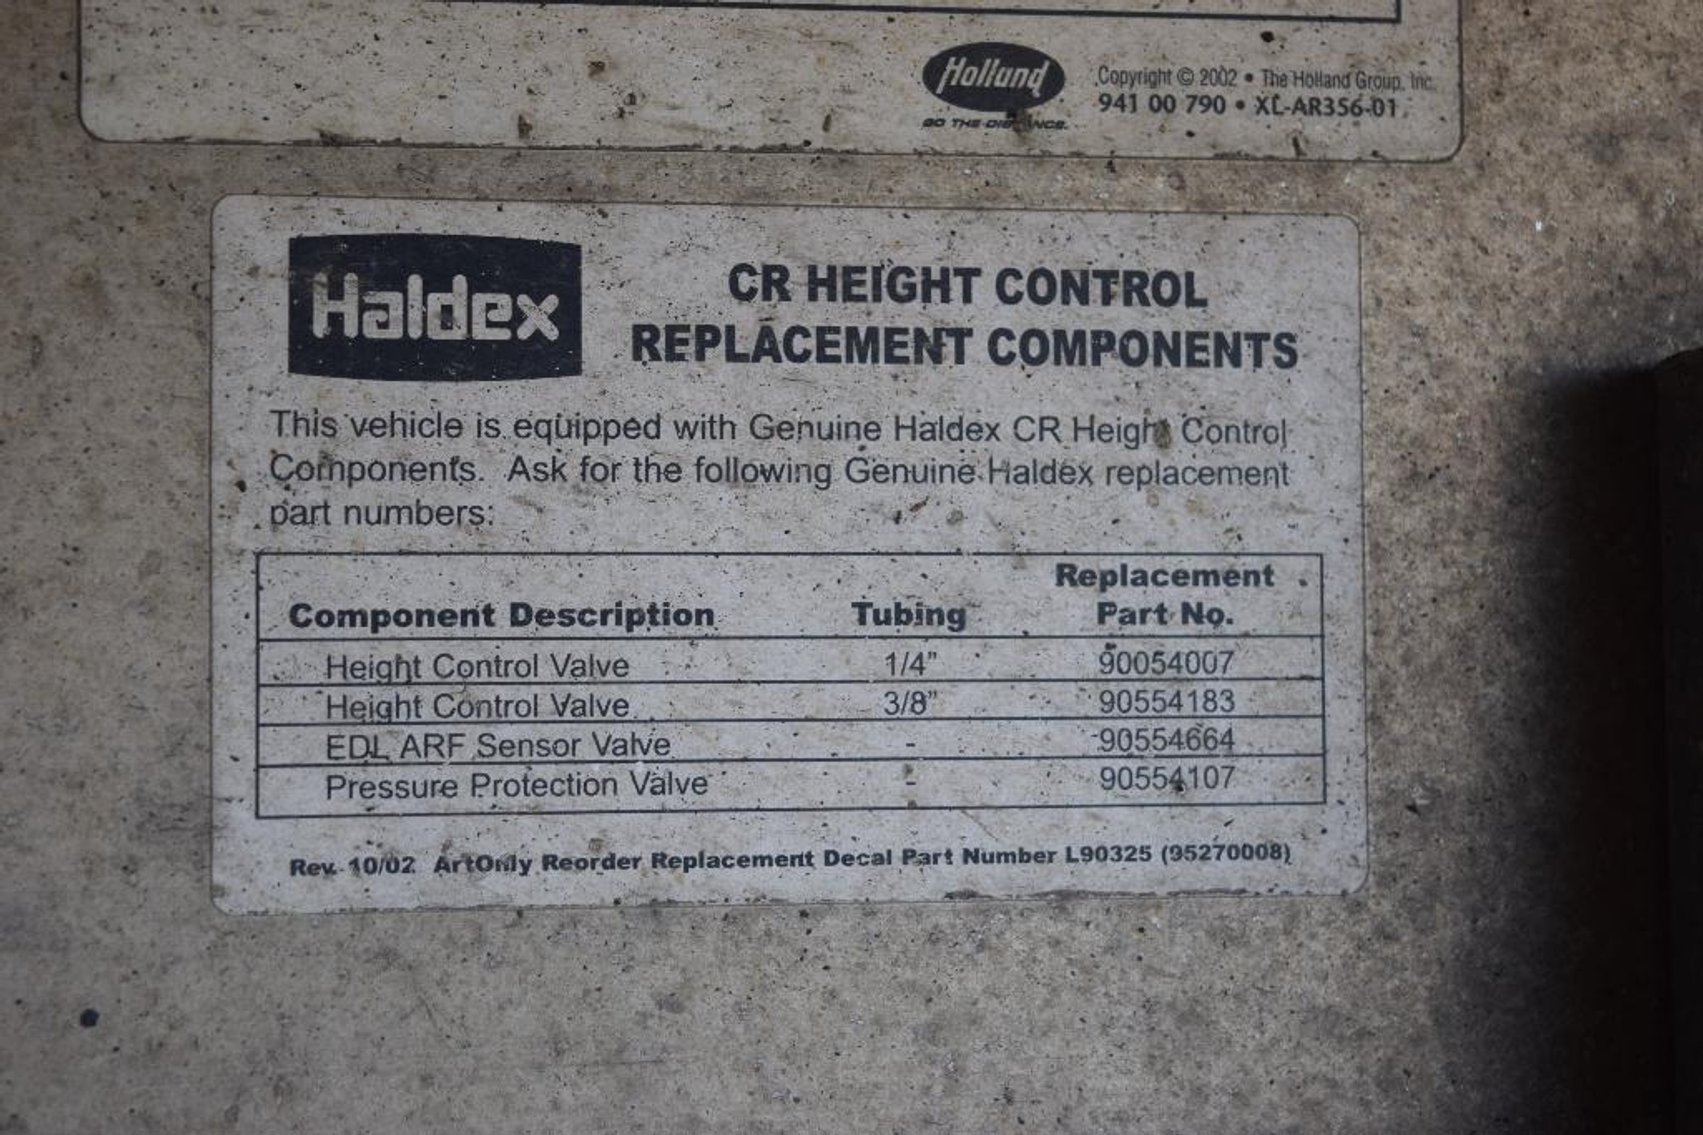 Holland
GO THE DISTANCE.
Copyright © 2002 • The Holland Group, Inc.
941 00 790 • XL-AR356-01
Haldex
CR HEIGHT CONTROL
REPLACEMENT COMPONENTS
This vehicle is equipped with Genuine Haldex CR Height Control
Components. Ask for the following Genuine Haldex replacement
part numbers:
Replacement
Component Description Tubing Part No.
Height Control Valve 1/4” 90054007
Height Control Valve 3/8” 90554183
EDL ARF Sensor Valve - 90554664
Pressure Protection Valve - 90554107
Rev. 10/02 ArtOnly Reorder Replacement Decal Part Number L90325 (95270008)